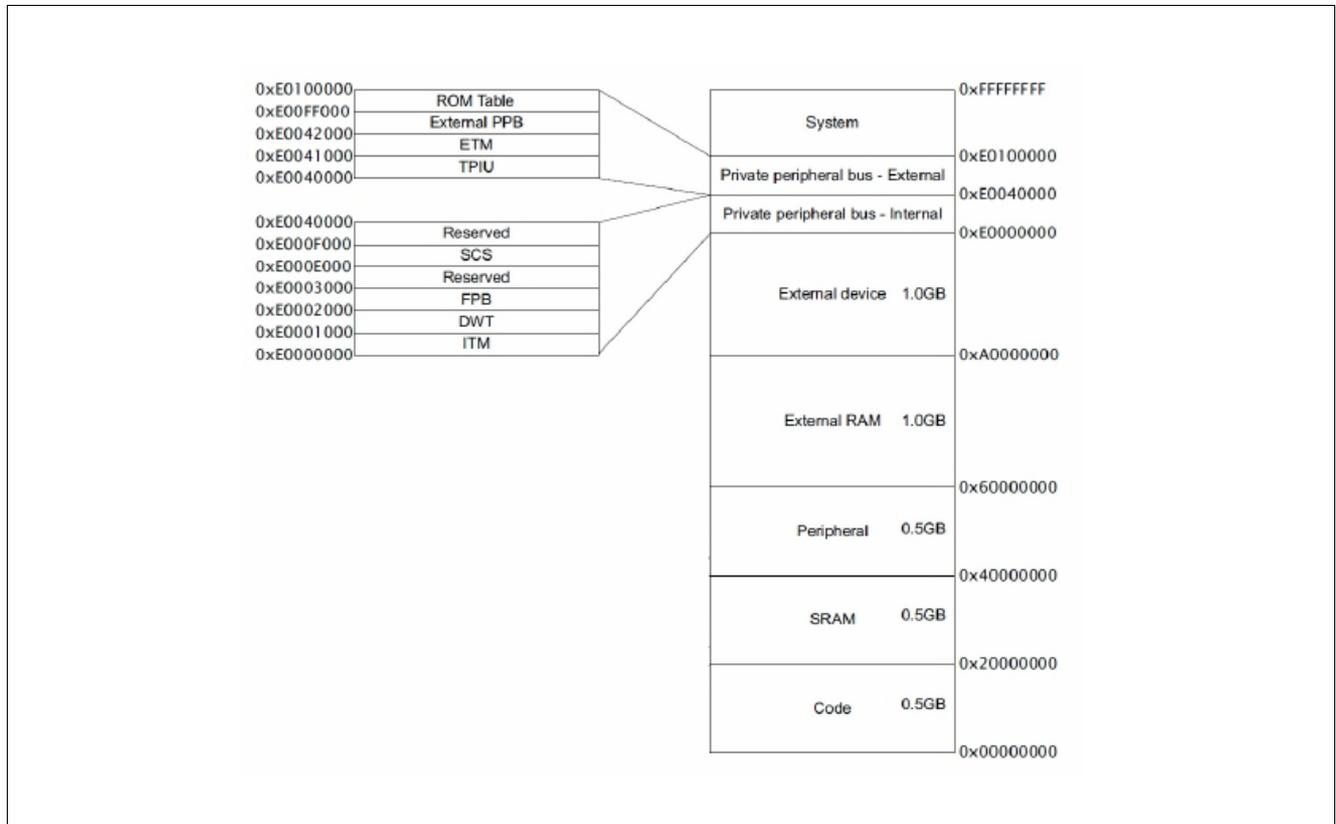 0xE0100000
ROM Table
0xE00FF000
External PPB
0xE0042000
ETM
0xE0041000
TPIU
0xE0040000
0xE0040000
Reserved
0xE000F000
SCS
0xE000E000
Reserved
0xE0003000
FPB
0xE0002000
DWT
0xE0001000
ITM
0xE0000000
0xFFFFFFFF
System
0xE0100000
Private peripheral bus - External
0xE0040000
Private peripheral bus - Internal
0xE0000000
External device 1.0GB
0xA0000000
External RAM 1.0GB
0x60000000
Peripheral 0.5GB
0x40000000
SRAM 0.5GB
0x20000000
Code 0.5GB
0x00000000